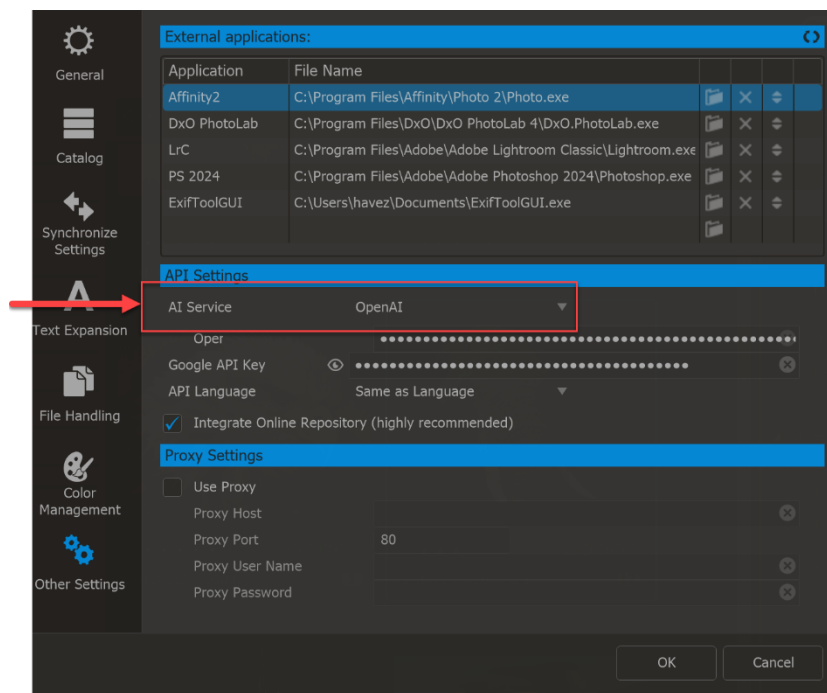 External applications:
General
Application File Name
Affinity2 C:\Program Files\Affinity\Photo 2\Photo.exe
DxO PhotoLab C:\Program Files\DxO\DxO PhotoLab 4\DxO.PhotoLab.exe
Catalog
LrC C:\Program Files\Adobe\Adobe Lightroom Classic\Lightroom.exe
PS 2024 C:\Program Files\Adobe\Adobe Photoshop 2024\Photoshop.exe
ExifToolGUI C:\Users\havez\Documents\ExifToolGUI.exe
Synchronize
Settings
API Settings
AI Service OpenAI
Text Expansion
Oper
Google API Key
API Language Same as Language
File Handling
Integrate Online Repository (highly recommended)
Proxy Settings
Use Proxy
Color
Management
Proxy Host
Proxy Port 80
Proxy User Name
Other Settings
Proxy Password
OK Cancel